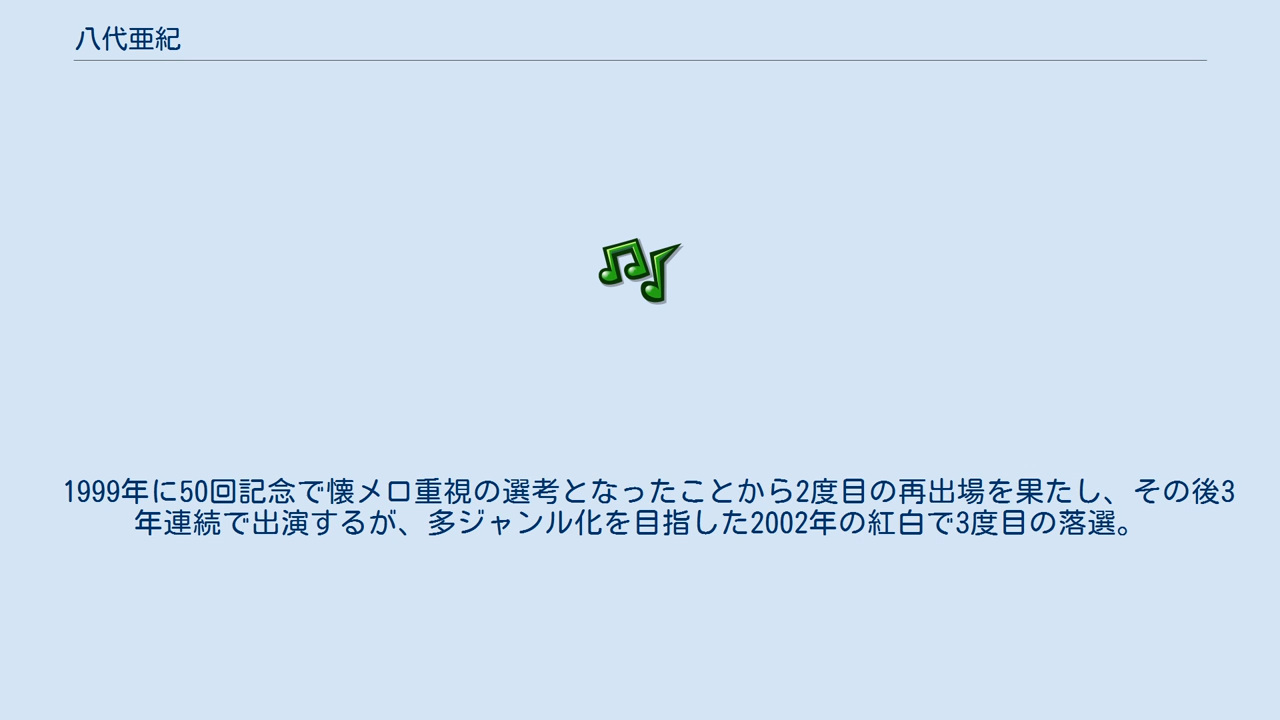 八代亜紀
1999年に50回記念で懐メロ重視の選考となったことから2度目の再出場を果たし、その後3
年連続で出演するが、多ジャンル化を目指した2002年の紅白で3度目の落選。